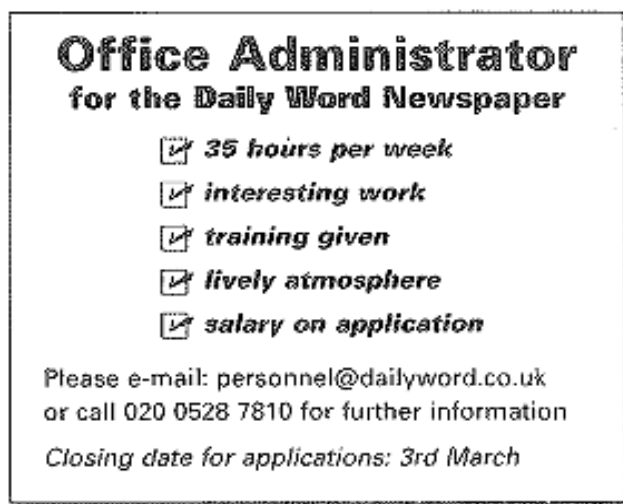 Office Administrator
for the Daily Word Newspaper
35 hours per week
interesting work
training given
lively atmosphere
salary on application
Please e-mail: personnel@dailyword.co.uk
or call 020 0528 7810 for further information
Closing date for applications: 3rd March